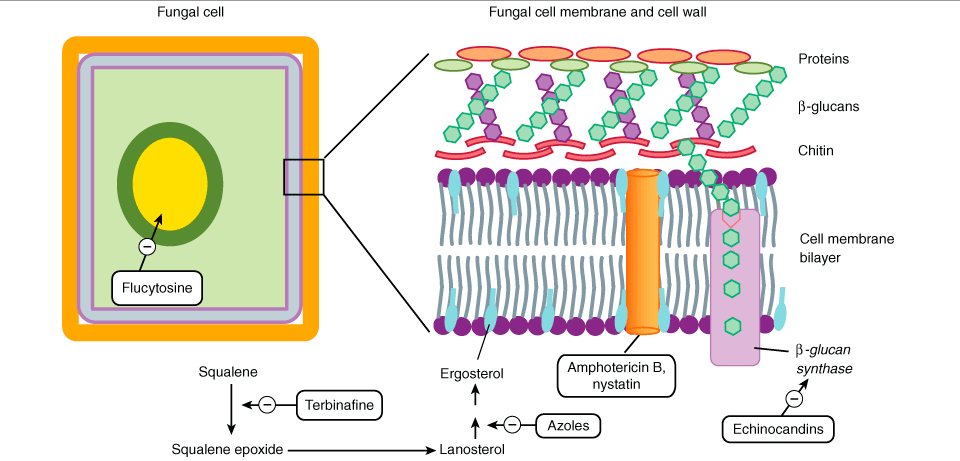 Fungal cell
Fungal cell membrane and cell wall
Proteins
β-glucans
Chitin
Cell membrane
bilayer
−
Flucytosine
β-glucan
synthase
Amphotericin B,
nystatin
Squalene
Ergosterol
−
Terbinafine
−
Azoles
−
Echinocandins
Squalene epoxide
Lanosterol